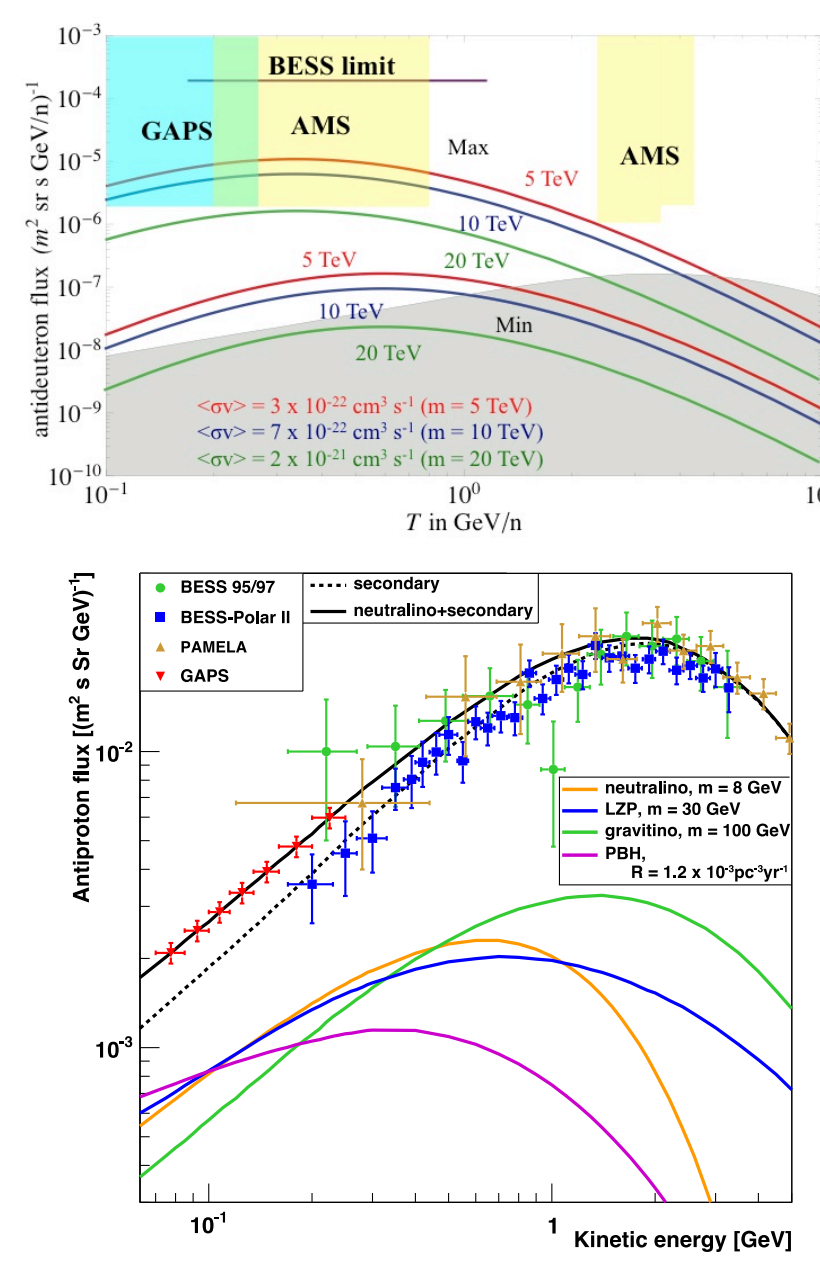 10⁻³
BESS limit
10⁻⁴
GAPS
AMS
AMS
Max
10⁻⁵
5 TeV
10⁻⁶
10 TeV
20 TeV
5 TeV
10⁻⁷
10 TeV
Min
10⁻⁸
20 TeV
10⁻⁹
<σv> = 3 x 10⁻²² cm³ s⁻¹ (m = 5 TeV)
<σv> = 7 x 10⁻²² cm³ s⁻¹ (m = 10 TeV)
<σv> = 2 x 10⁻²¹ cm³ s⁻¹ (m = 20 TeV)
10⁻¹⁰
antideuteron flux (m² sr s GeV/n)⁻¹
10⁻¹
10⁰
T in GeV/n
BESS 95/97
BESS-Polar II
PAMELA
GAPS
secondary
neutralino+secondary
Antiproton flux [(m² s Sr GeV)⁻¹]
10⁻²
neutralino, m = 8 GeV
LZP, m = 30 GeV
gravitino, m = 100 GeV
PBH,
R = 1.2 x 10⁻³pc⁻³yr⁻¹
10⁻³
10⁻¹
1
Kinetic energy [GeV]